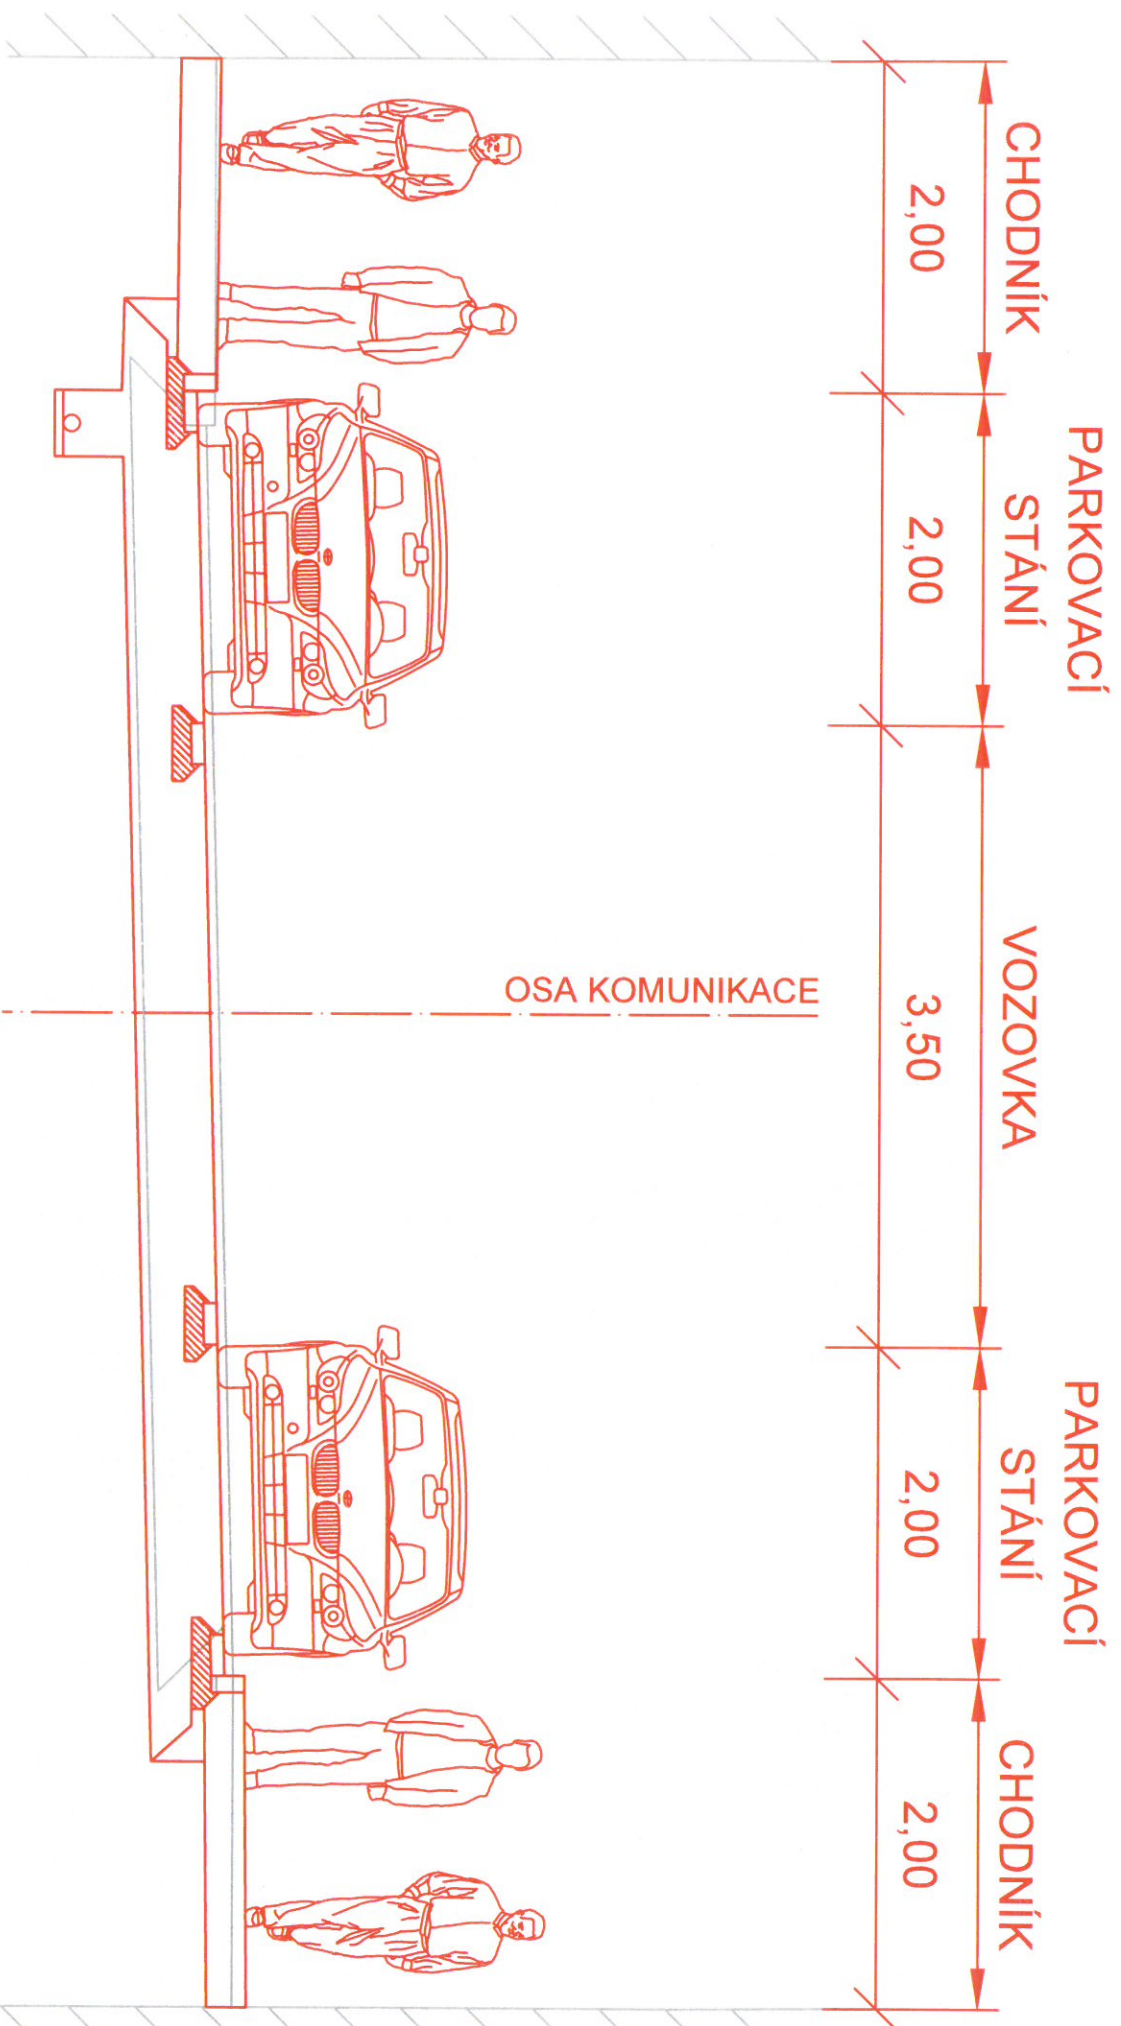 CHODNÍK
PARKOVACÍ
STÁNÍ
VOZOVKA
PARKOVACÍ
STÁNÍ
CHODNÍK
2,00
2,00
3,50
2,00
2,00
OSA KOMUNIKACE